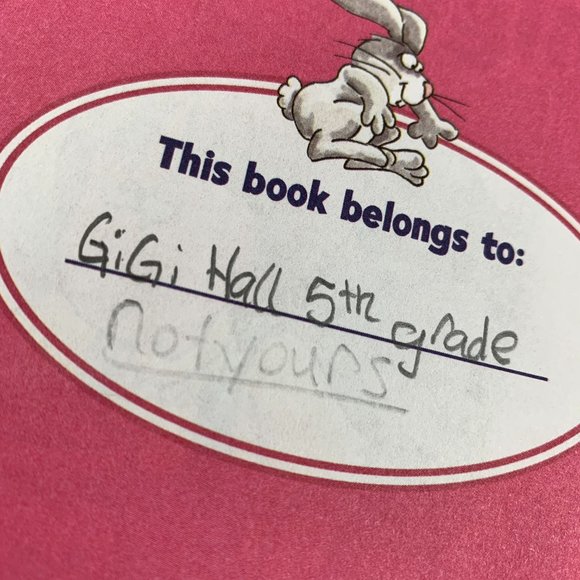 This book belongs to:
GiGi Hall 5th grade
not yours